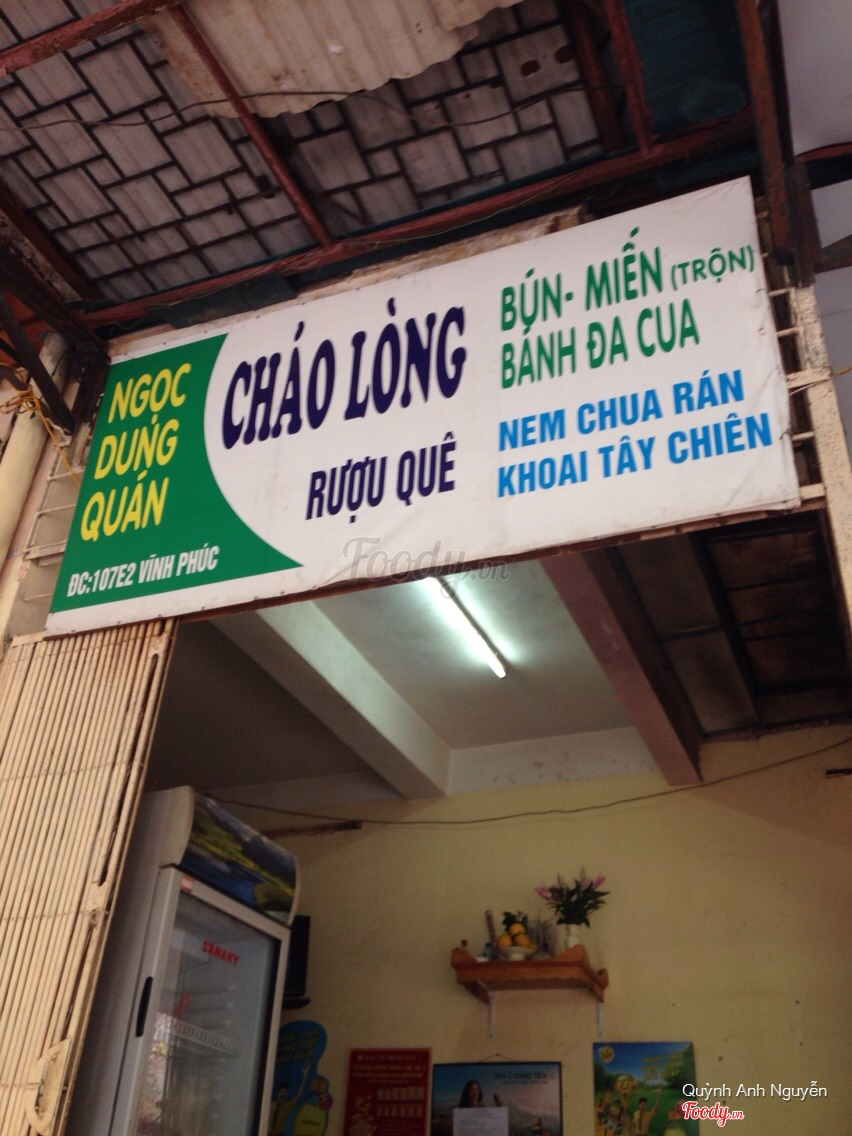 NGỌC
DUNG
QUÁN
ĐC:107E2 VĨNH PHÚC
CHÁO LÒNG
RƯỢU QUÊ
BÚN- MIẾN (TRỘN)
BÁNH ĐA CUA
NEM CHUA RÁN
KHOAI TÂY CHIÊN
Foody.vn
SANAKY
Quỳnh Anh Nguyễn
Foody.vn